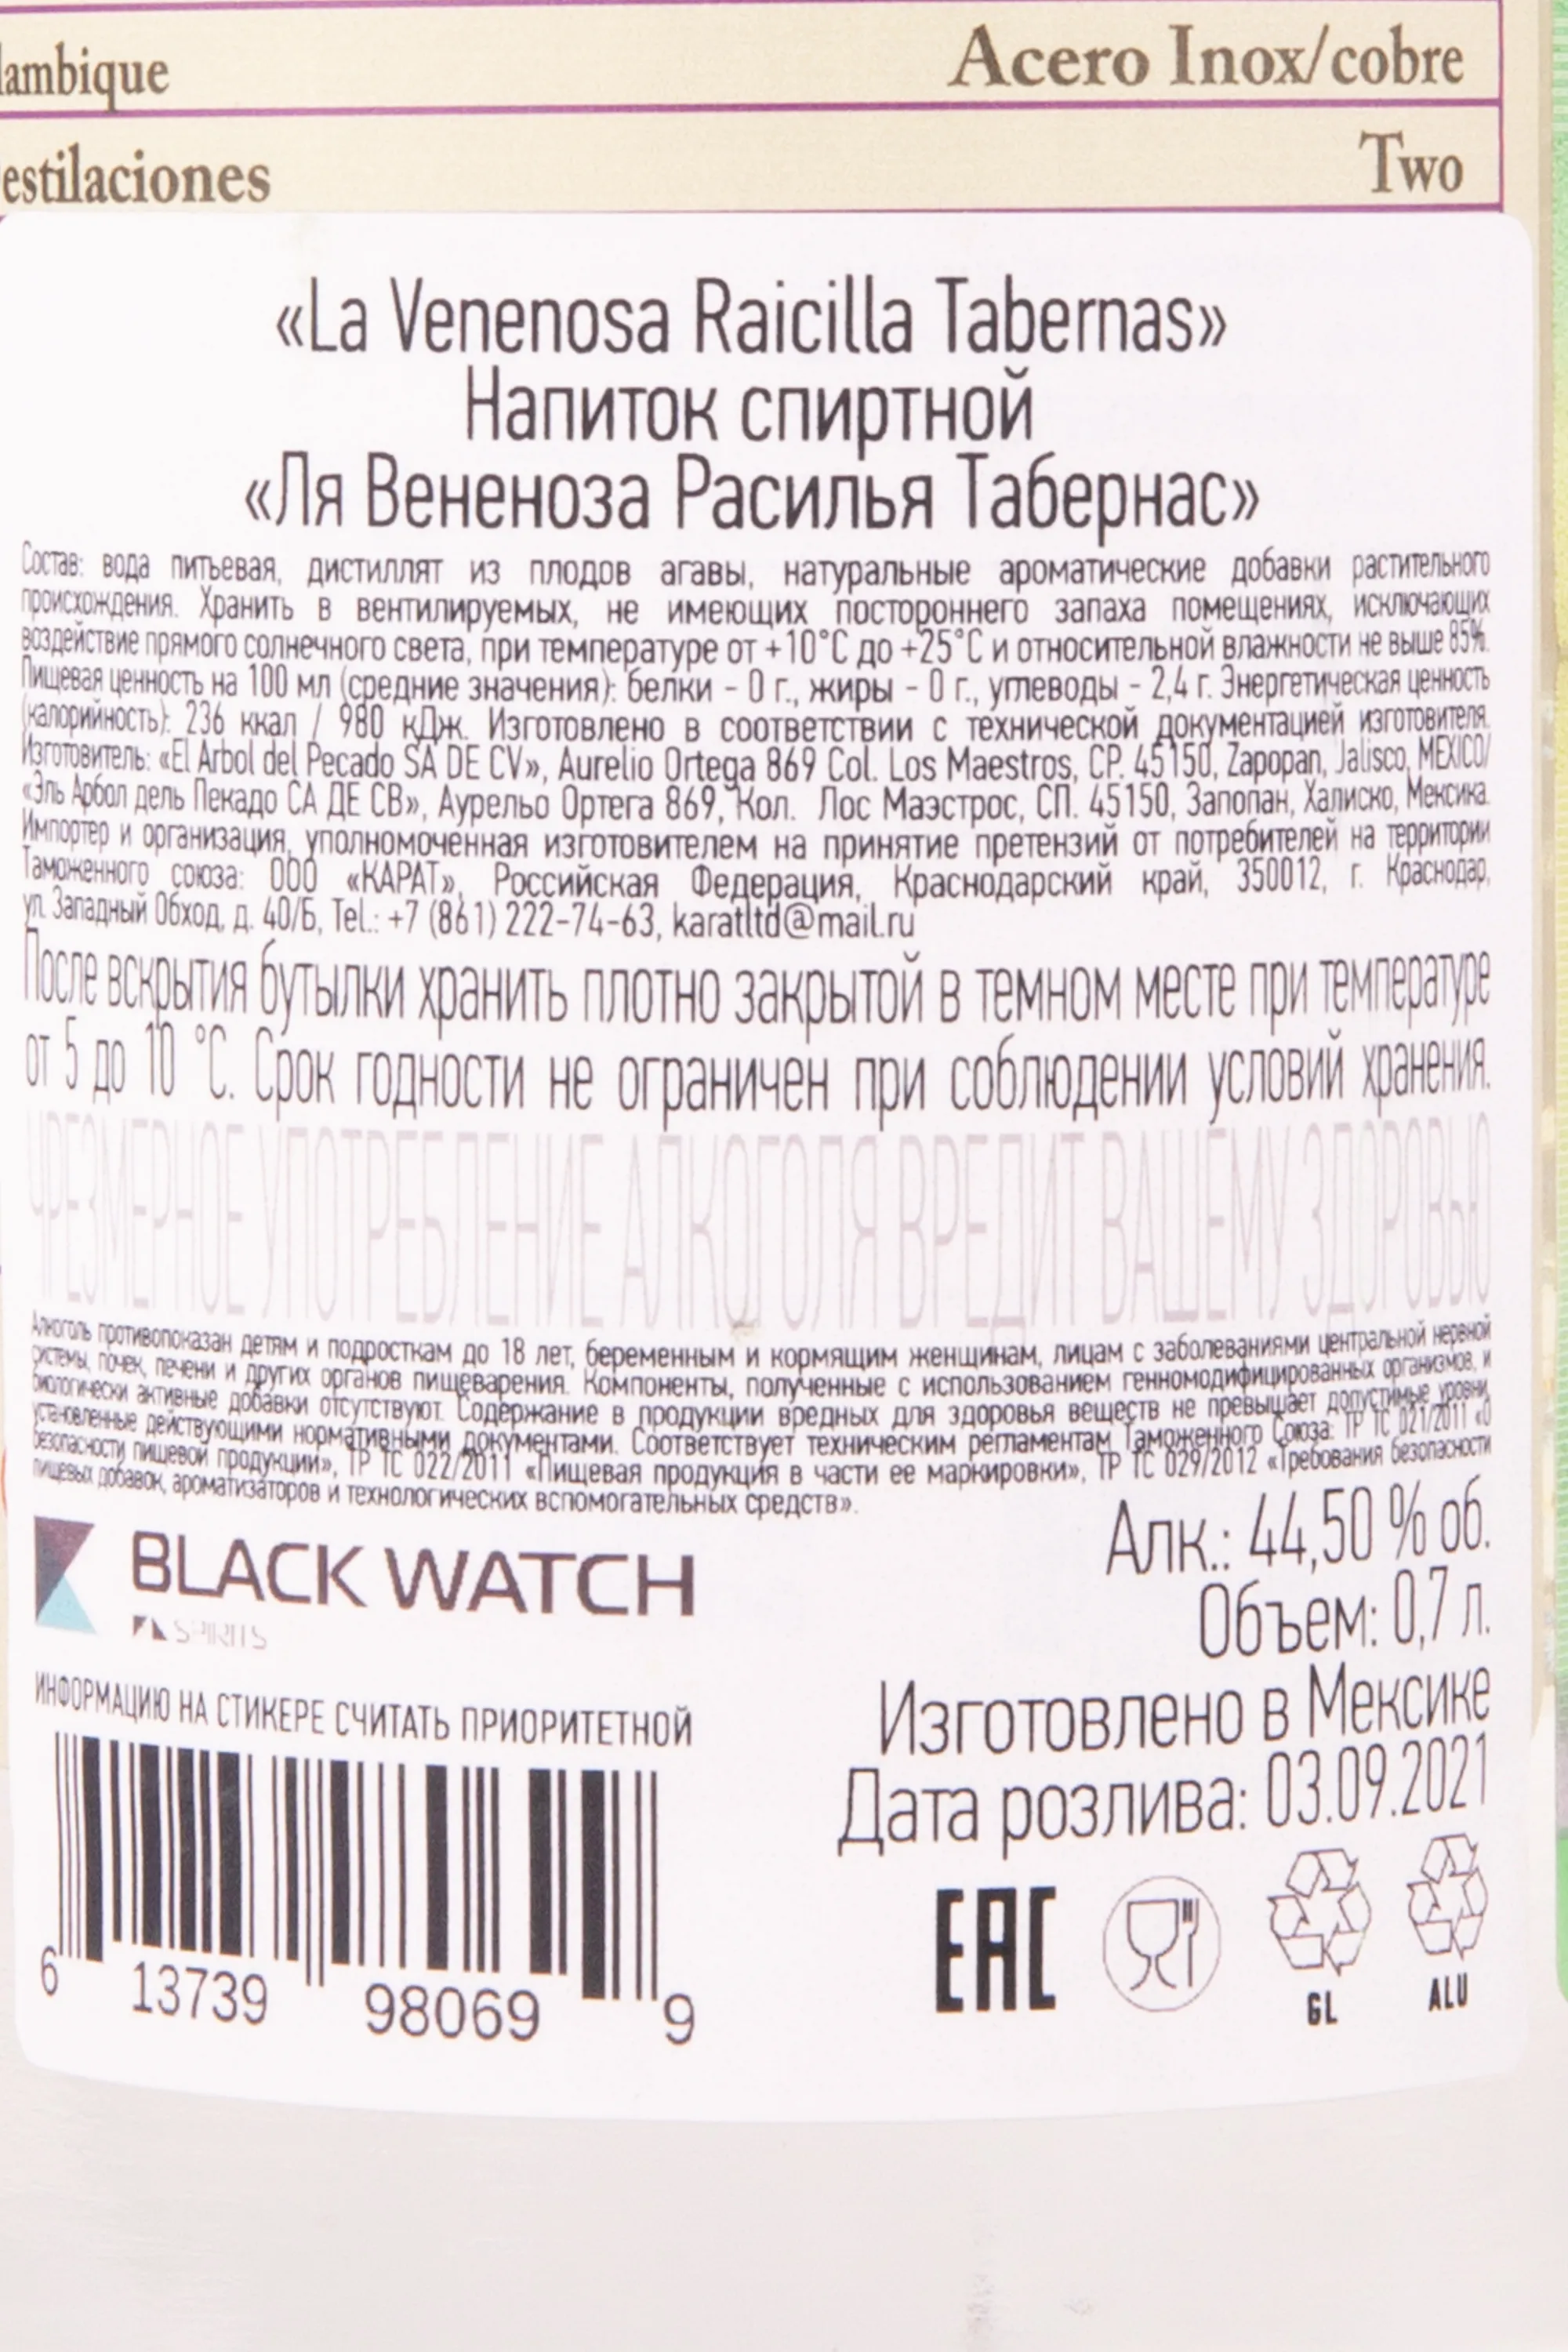 lambique Acero Inox/cobre
estilaciones Two
«La Venenosa Raicilla Tabernas»
Напиток спиртной
«Ля Вененоза Расилья Табернас»
Состав: вода питьевая, дистиллят из плодов агавы, натуральные ароматические добавки растительного
происхождения. Хранить в вентилируемых, не имеющих постороннего запаха помещениях, исключающих
воздействие прямого солнечного света, при температуре от +10°C до +25°C и относительной влажности не выше 85%.
Пищевая ценность на 100 мл (средние значения): белки - 0 г., жиры - 0 г., углеводы - 2,4 г. Энергетическая ценность
(калорийность): 236 ккал / 980 кДж. Изготовлено в соответствии с технической документацией изготовителя.
Изготовитель: «El Arbol del Pecado SA DE CV», Aurelio Ortega 869 Col. Los Maestros, CP. 45150, Zapopan, Jalisco, MEXICO/
«Эль Арбол дель Пекадо СА ДЕ СВ», Аурельо Ортега 869, Кол. Лос Маэстрос, СП. 45150, Запопан, Халиско, Мексика.
Импортер и организация, уполномоченная изготовителем на принятие претензий от потребителей на территории
Таможенного союза: ООО «КАРАТ», Российская Федерация, Краснодарский край, 350012, г. Краснодар,
ул. Западный Обход, д. 40/Б, Tel.: +7 (861) 222-74-63, karatltd@mail.ru
После вскрытия бутылки хранить плотно закрытой в темном месте при температуре
от 5 до 10 °C. Срок годности не ограничен при соблюдении условий хранения.
ЧРЕЗМЕРНОЕ УПОТРЕБЛЕНИЕ АЛКОГОЛЯ ВРЕДИТ ВАШЕМУ ЗДОРОВЬЮ
Алкоголь противопоказан детям и подросткам до 18 лет, беременным и кормящим женщинам, лицам с заболеваниями центральной нервной
системы, почек, печени и других органов пищеварения. Компоненты, полученные с использованием генномодифицированных организмов, и
биологически активные добавки отсутствуют. Содержание в продукции вредных для здоровья веществ не превышает допустимые уровни,
установленные действующими нормативными документами. Соответствует техническим регламентам Таможенного Союза: ТР ТС 021/2011 «О
безопасности пищевой продукции», ТР ТС 022/2011 «Пищевая продукция в части ее маркировки», ТР ТС 029/2012 «Требования безопасности
пищевых добавок, ароматизаторов и технологических вспомогательных средств».
Алк.: 44,50 % об.
Объем: 0,7 л.
BLACK WATCH
SPIRITS
ИНФОРМАЦИЮ НА СТИКЕРЕ СЧИТАТЬ ПРИОРИТЕТНОЙ
Изготовлено в Мексике
Дата розлива: 03.09.2021
EAC
GL ALU
6 13739 98069 9